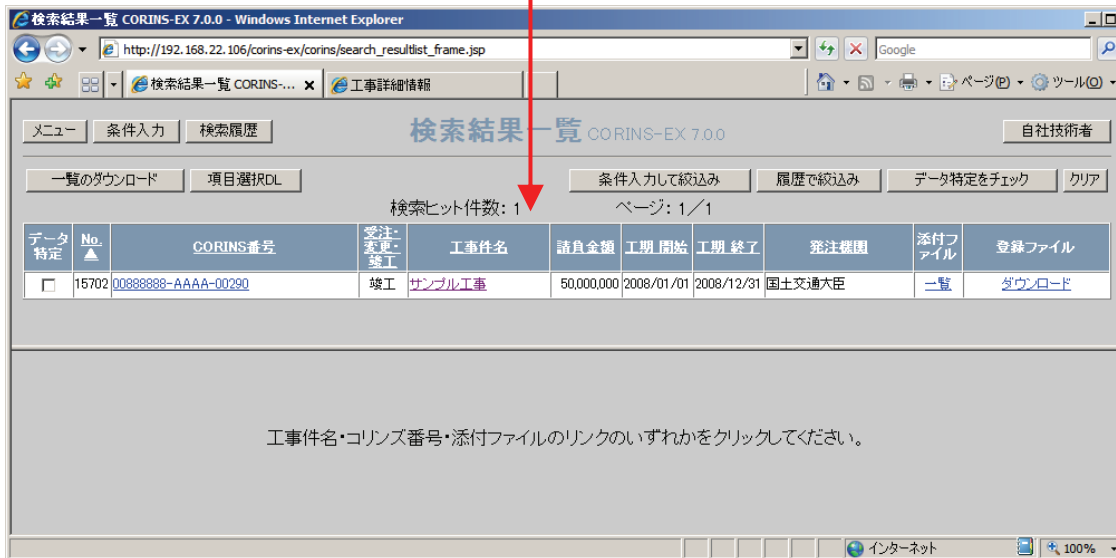 検索結果一覧 CORINS-EX 7.0.0 - Windows Internet Explorer
http://192.168.22.106/corins-ex/corins/search_resultlist_frame.jsp
Google
検索結果一覧 CORINS-... x 工事詳細情報
ページ(P) ツール(O)
メニュー 条件入力 検索履歴 検索結果一覧 CORINS-EX 7.0.0 自社技術者
一覧のダウンロード 項目選択DL 条件入力して絞込み 履歴で絞込み データ特定をチェック クリア
検索ヒット件数: 1 ページ: 1/1
データ特定 No.▲ CORINS番号 受注・変更・竣工 工事件名 請負金額 工期 開始 工期 終了 発注機関 添付ファイル 登録ファイル
15702 00888888-AAAA-00290 竣工 サンプル工事 50,000,000 2008/01/01 2008/12/31 国土交通大臣 一覧 ダウンロード
工事件名・コリンズ番号・添付ファイルのリンクのいずれかをクリックしてください。
インターネット 100%